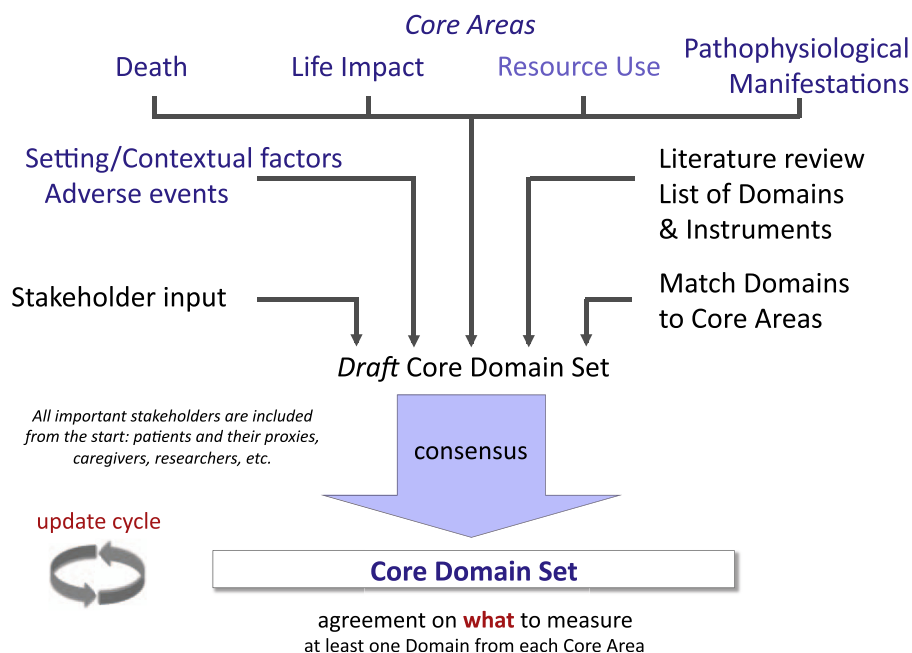 Core Areas
Death
Life Impact
Resource Use
Pathophysiological
Manifestations
Setting/Contextual factors
Adverse events
Literature review
List of Domains
& Instruments
Stakeholder input
Match Domains
to Core Areas
Draft Core Domain Set
All important stakeholders are included
from the start: patients and their proxies,
caregivers, researchers, etc.
consensus
update cycle
Core Domain Set
agreement on what to measure
at least one Domain from each Core Area